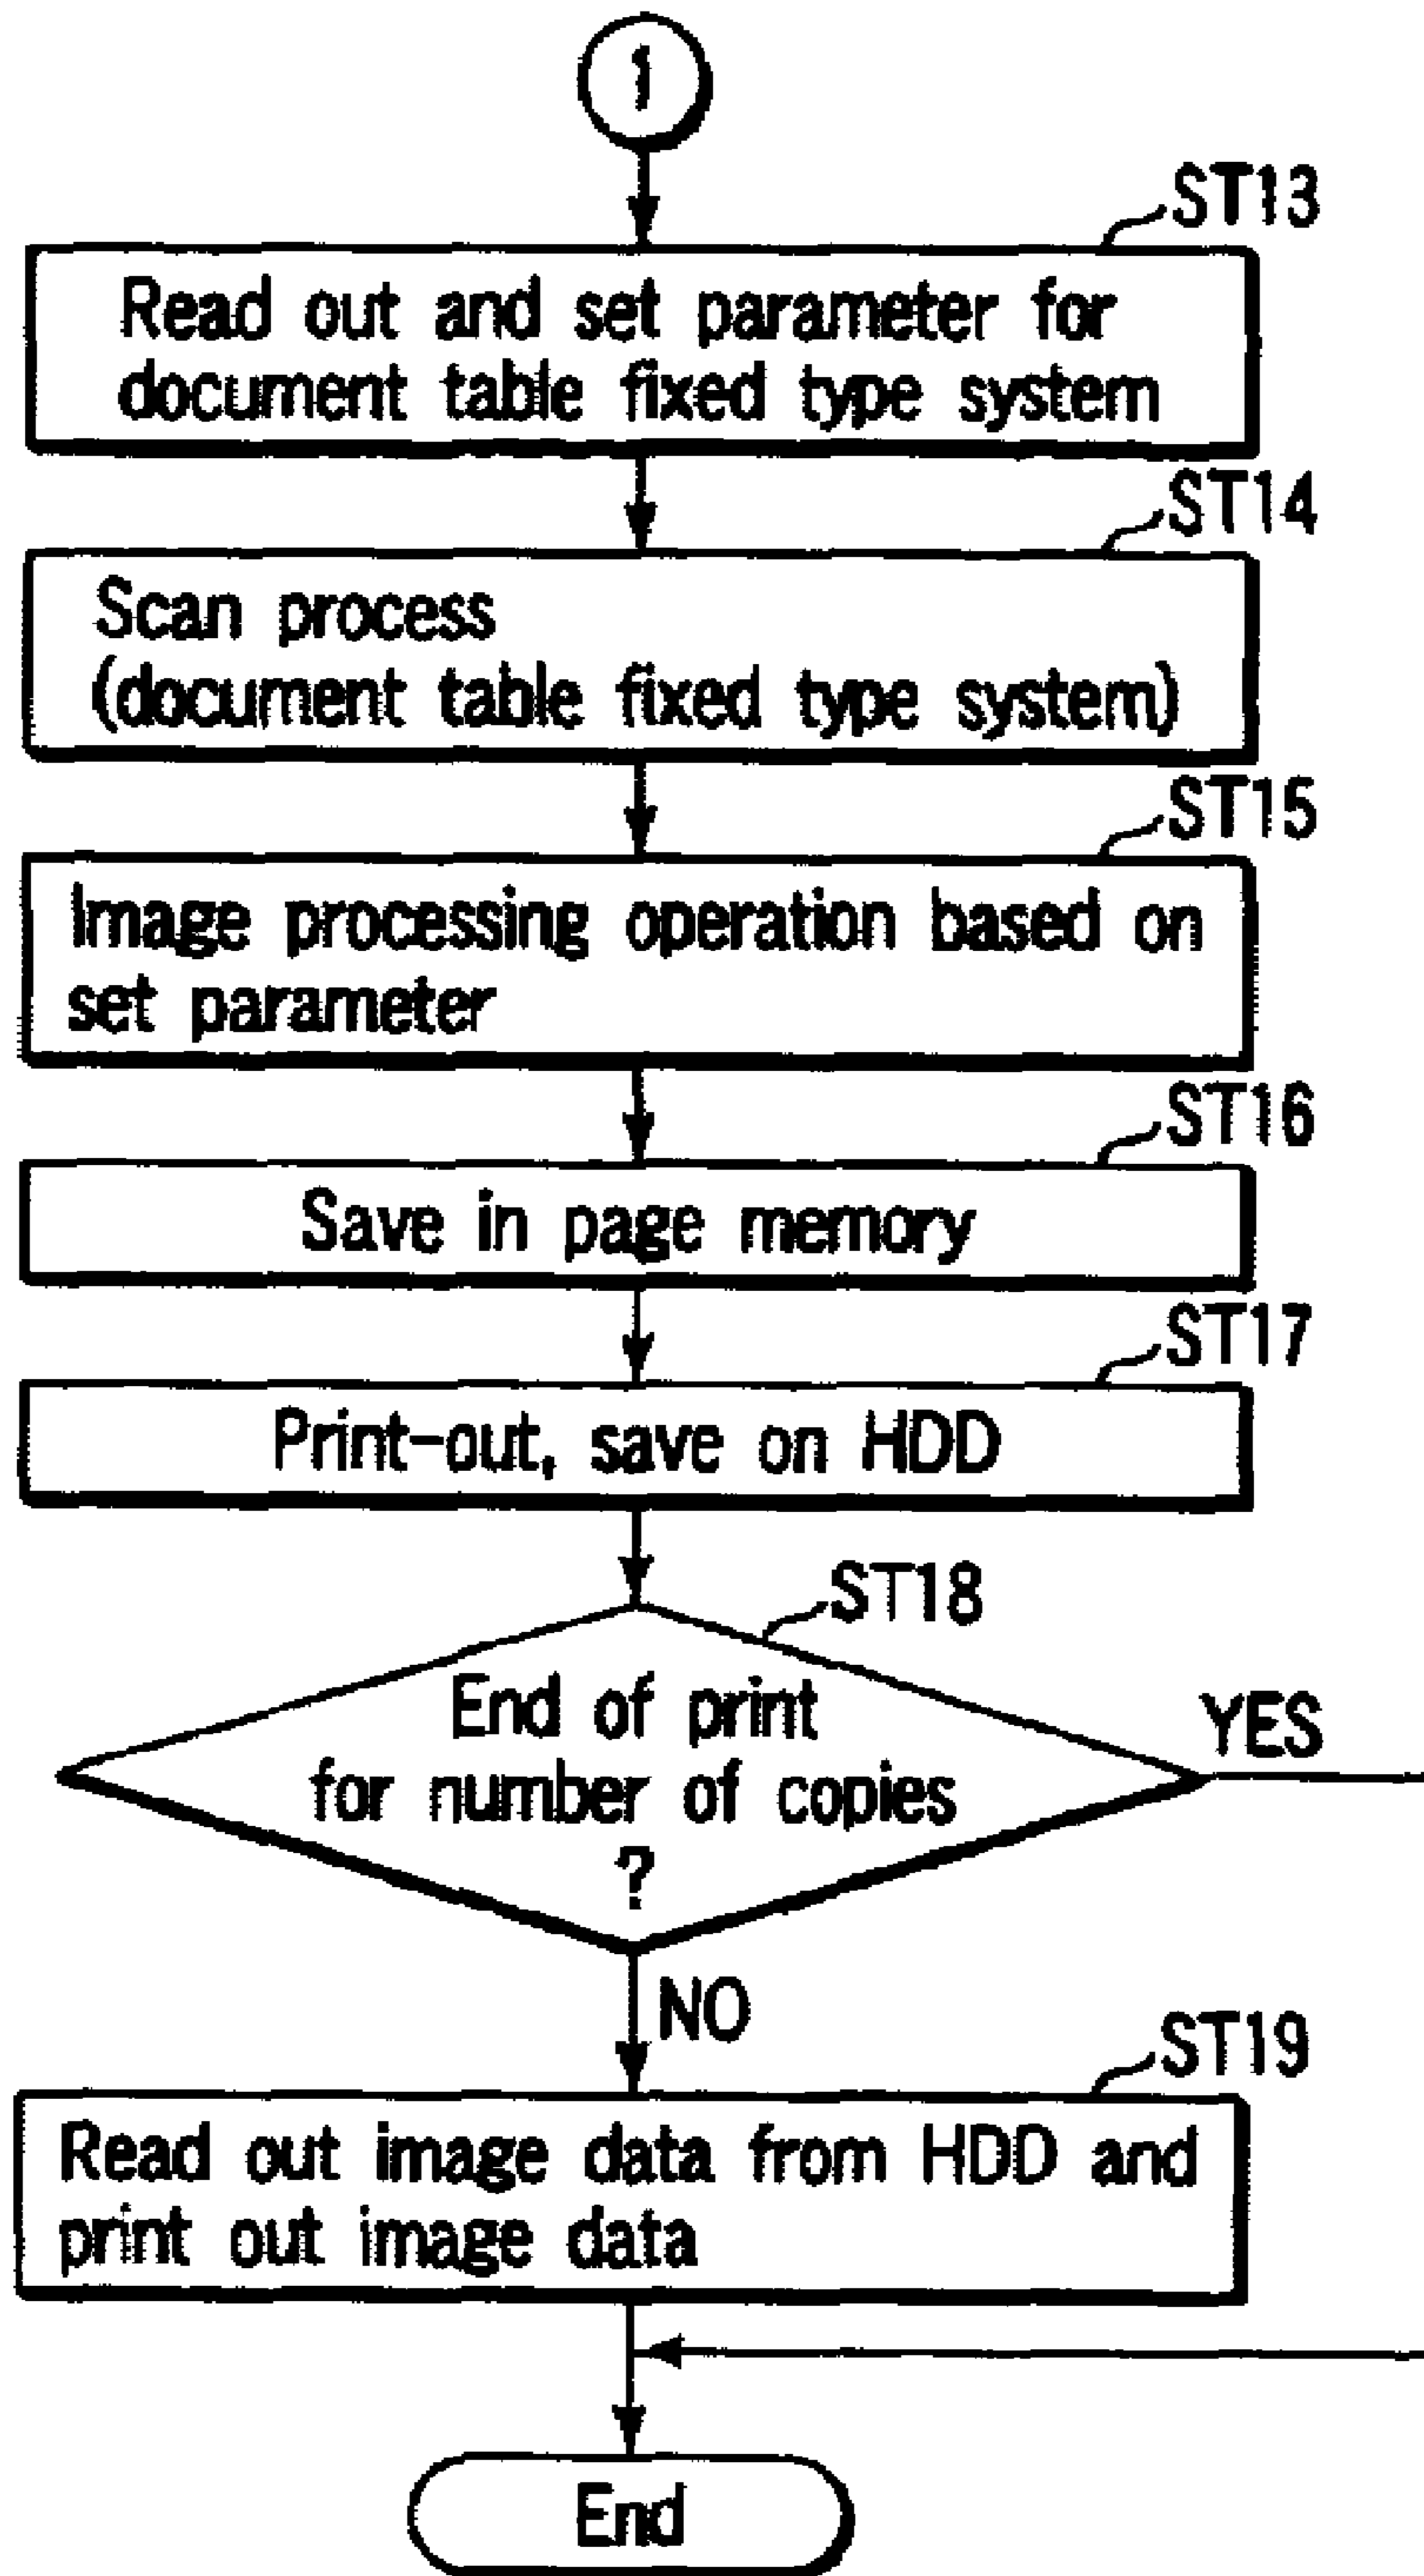 1
ST13
Read out and set parameter for
document table fixed type system
ST14
Scan process
(document table fixed type system)
ST15
Image processing operation based on
set parameter
ST16
Save in page memory
ST17
Print-out, save on HDD
ST18
End of print
for number of copies
?
YES
NO
ST19
Read out image data from HDD and
print out image data
End